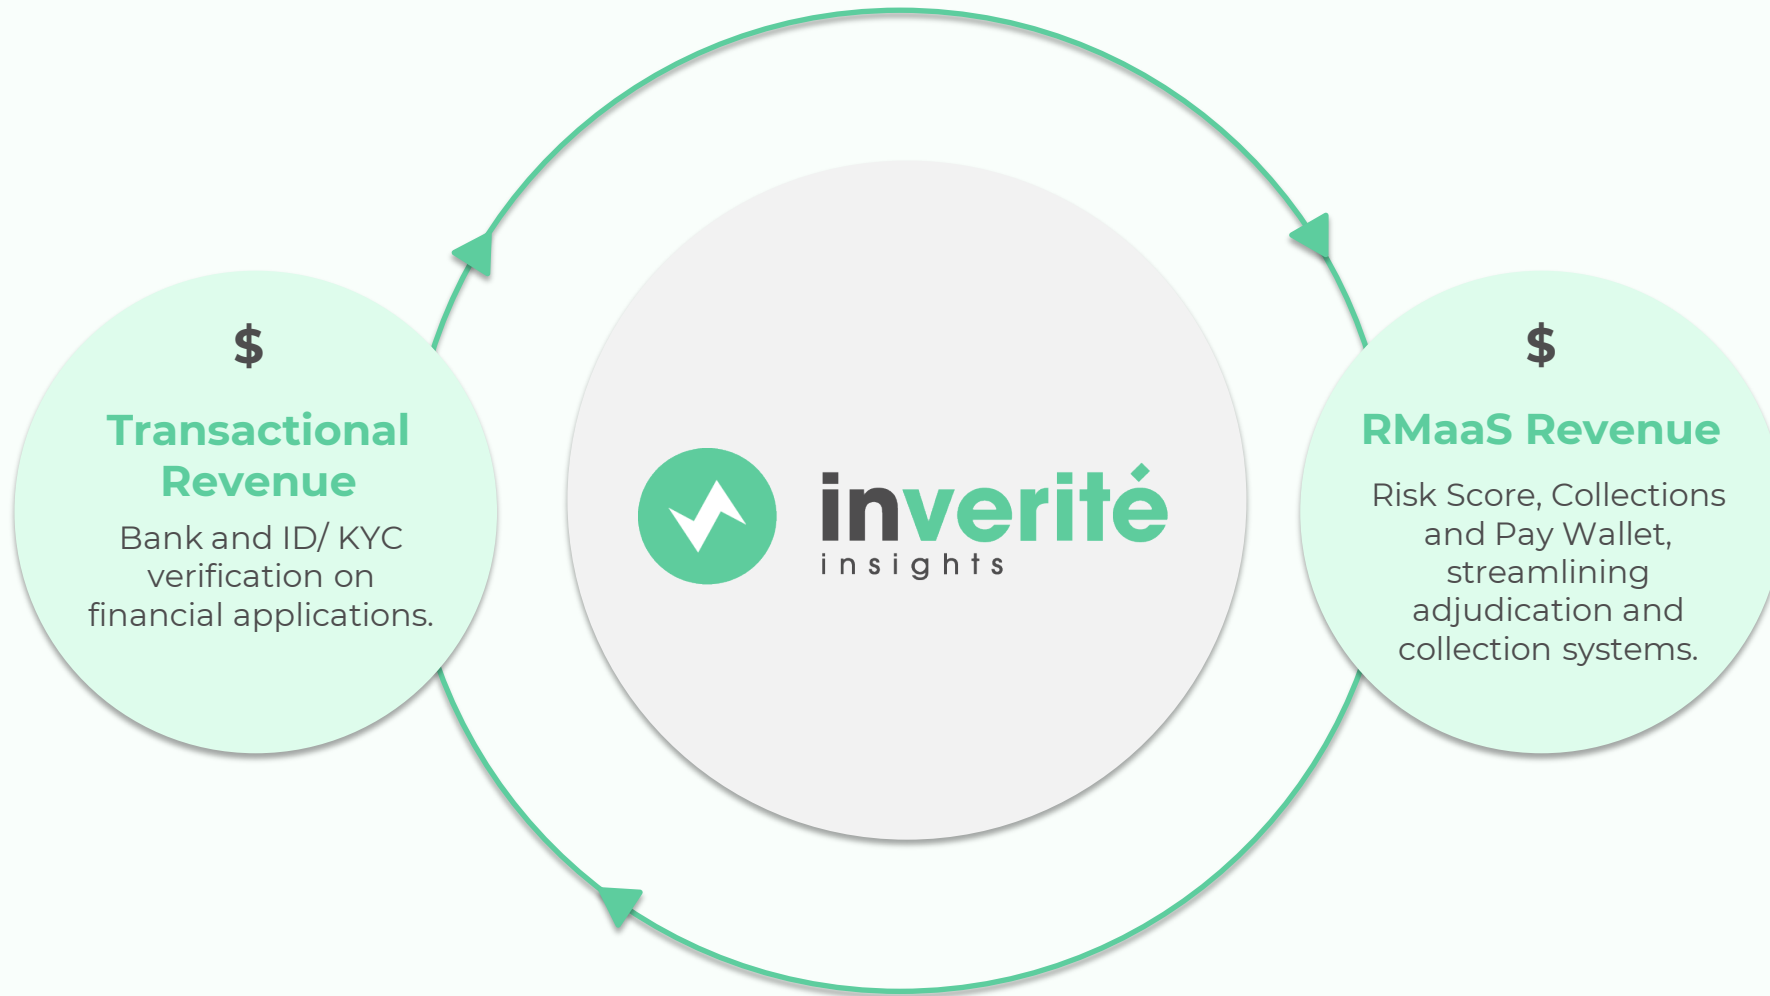 $
Transactional
Revenue
Bank and ID/ KYC
verification on
financial applications.
inverité
insights
$
RMaaS Revenue
Risk Score, Collections
and Pay Wallet,
streamlining
adjudication and
collection systems.